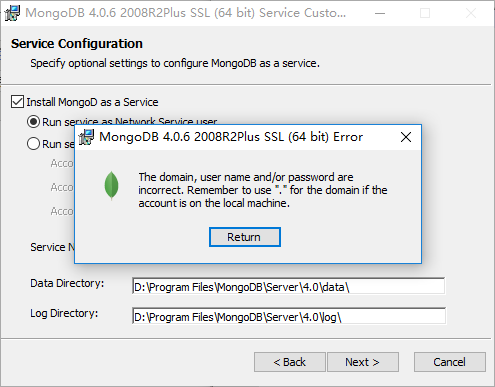 MongoDB 4.0.6 2008R2Plus SSL (64 bit) Service Custo...
Service Configuration
Specify optional settings to configure MongoDB as a service.
Install MongoD as a Service
Run service as Network Service user
Run se
MongoDB 4.0.6 2008R2Plus SSL (64 bit) Error
The domain, user name and/or password are
incorrect. Remember to use "." for the domain if the
account is on the local machine.
Return
Acco
Acco
Acco
Service N
Data Directory:
D:\Program Files\MongoDB\Server\4.0\data\
Log Directory:
D:\Program Files\MongoDB\Server\4.0\log\
< Back
Next >
Cancel